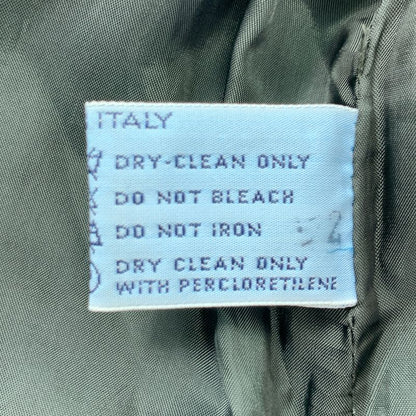 ITALY
DRY-CLEAN ONLY
DO NOT BLEACH
DO NOT IRON
DRY CLEAN ONLY
WITH PERCLORETILENE